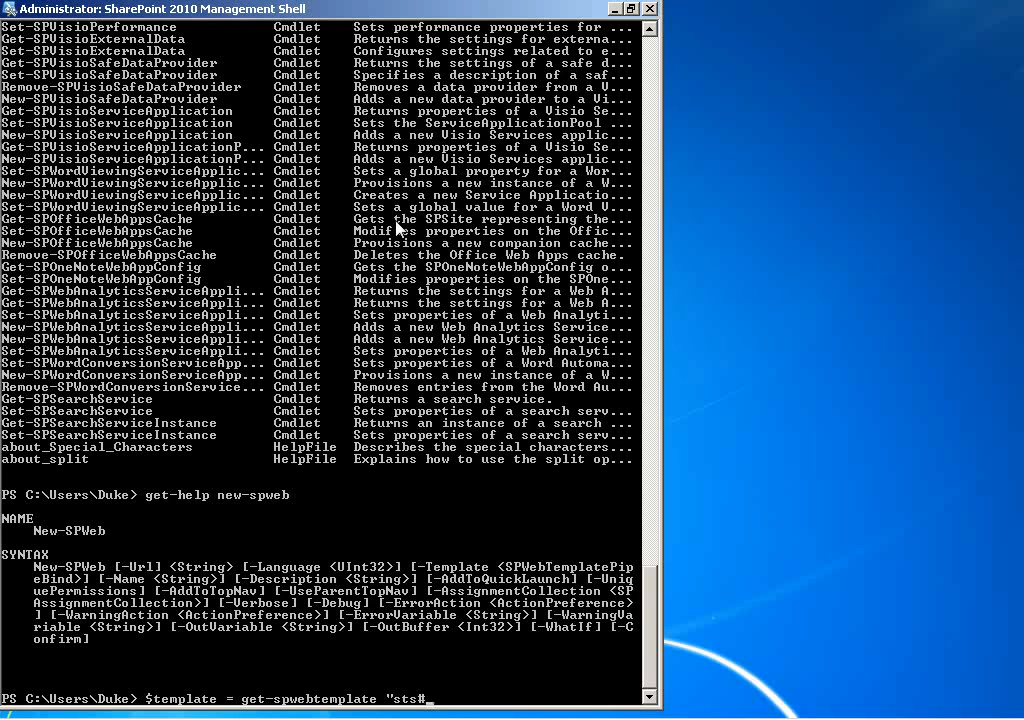 Administrator: SharePoint 2010 Management Shell
Set-SPVisioPerformance Cmdlet Sets performance properties for ...
Get-SPVisioExternalData Cmdlet Returns the settings for externa...
Set-SPVisioExternalData Cmdlet Configures settings related to e...
Get-SPVisioSafeDataProvider Cmdlet Returns the settings of a safe d...
Set-SPVisioSafeDataProvider Cmdlet Specifies a description of a saf...
Remove-SPVisioSafeDataProvider Cmdlet Removes a data provider from a V...
New-SPVisioSafeDataProvider Cmdlet Adds a new data provider to a Vi...
Get-SPVisioServiceApplication Cmdlet Returns properties of a Visio Se...
Set-SPVisioServiceApplication Cmdlet Sets the ServiceApplicationPool ...
New-SPVisioServiceApplication Cmdlet Adds a new Visio Services applic...
Get-SPVisioServiceApplicationP... Cmdlet Returns properties of a Visio Se...
New-SPVisioServiceApplicationP... Cmdlet Adds a new Visio Services applic...
Set-SPWordViewingServiceApplic... Cmdlet Sets a global property for a Wor...
New-SPWordViewingServiceApplic... Cmdlet Provisions a new instance of a W...
New-SPWordViewingServiceApplic... Cmdlet Creates a new Service Applicatio...
Set-SPWordViewingServiceApplic... Cmdlet Sets a global value for a Word V...
Get-SPOfficeWebAppsCache Cmdlet Gets the SPSite representing the...
Set-SPOfficeWebAppsCache Cmdlet Modifies properties on the Offic...
New-SPOfficeWebAppsCache Cmdlet Provisions a new companion cache...
Remove-SPOfficeWebAppsCache Cmdlet Deletes the Office Web Apps cache.
Get-SPOneNoteWebAppConfig Cmdlet Gets the SPOneNoteWebAppConfig o...
Set-SPOneNoteWebAppConfig Cmdlet Modifies properties on the SPOne...
Get-SPWebAnalyticsServiceAppli... Cmdlet Returns the settings for a Web A...
Get-SPWebAnalyticsServiceAppli... Cmdlet Returns the settings for a Web A...
Set-SPWebAnalyticsServiceAppli... Cmdlet Sets properties of a Web Analyti...
New-SPWebAnalyticsServiceAppli... Cmdlet Adds a new Web Analytics Service...
New-SPWebAnalyticsServiceAppli... Cmdlet Adds a new Web Analytics Service...
Set-SPWebAnalyticsServiceAppli... Cmdlet Sets properties of a Web Analyti...
Set-SPWordConversionServiceApp... Cmdlet Sets properties of a Word Automa...
New-SPWordConversionServiceApp... Cmdlet Provisions a new instance of a W...
Remove-SPWordConversionService... Cmdlet Removes entries from the Word Au...
Get-SPSearchService Cmdlet Returns a search service.
Set-SPSearchService Cmdlet Sets properties of a search serv...
Get-SPSearchServiceInstance Cmdlet Returns an instance of a search ...
Set-SPSearchServiceInstance Cmdlet Sets properties of a search serv...
about_Special_Characters HelpFile Describes the special characters...
about_split HelpFile Explains how to use the split op...
PS C:\Users\Duke> get-help new-spweb
NAME
New-SPWeb
SYNTAX
New-SPWeb [-Url] <String> [-Language <UInt32>] [-Template <SPWebTemplatePip
eBind>] [-Name <String>] [-Description <String>] [-AddToQuickLaunch] [-Uniq
uePermissions] [-AddToTopNav] [-UseParentTopNav] [-AssignmentCollection <SP
AssignmentCollection>] [-Verbose] [-Debug] [-ErrorAction <ActionPreference>
] [-WarningAction <ActionPreference>] [-ErrorVariable <String>] [-WarningVa
riable <String>] [-OutVariable <String>] [-OutBuffer <Int32>] [-WhatIf] [-C
onfirm]
PS C:\Users\Duke> $template = get-spwebtemplate "sts#_